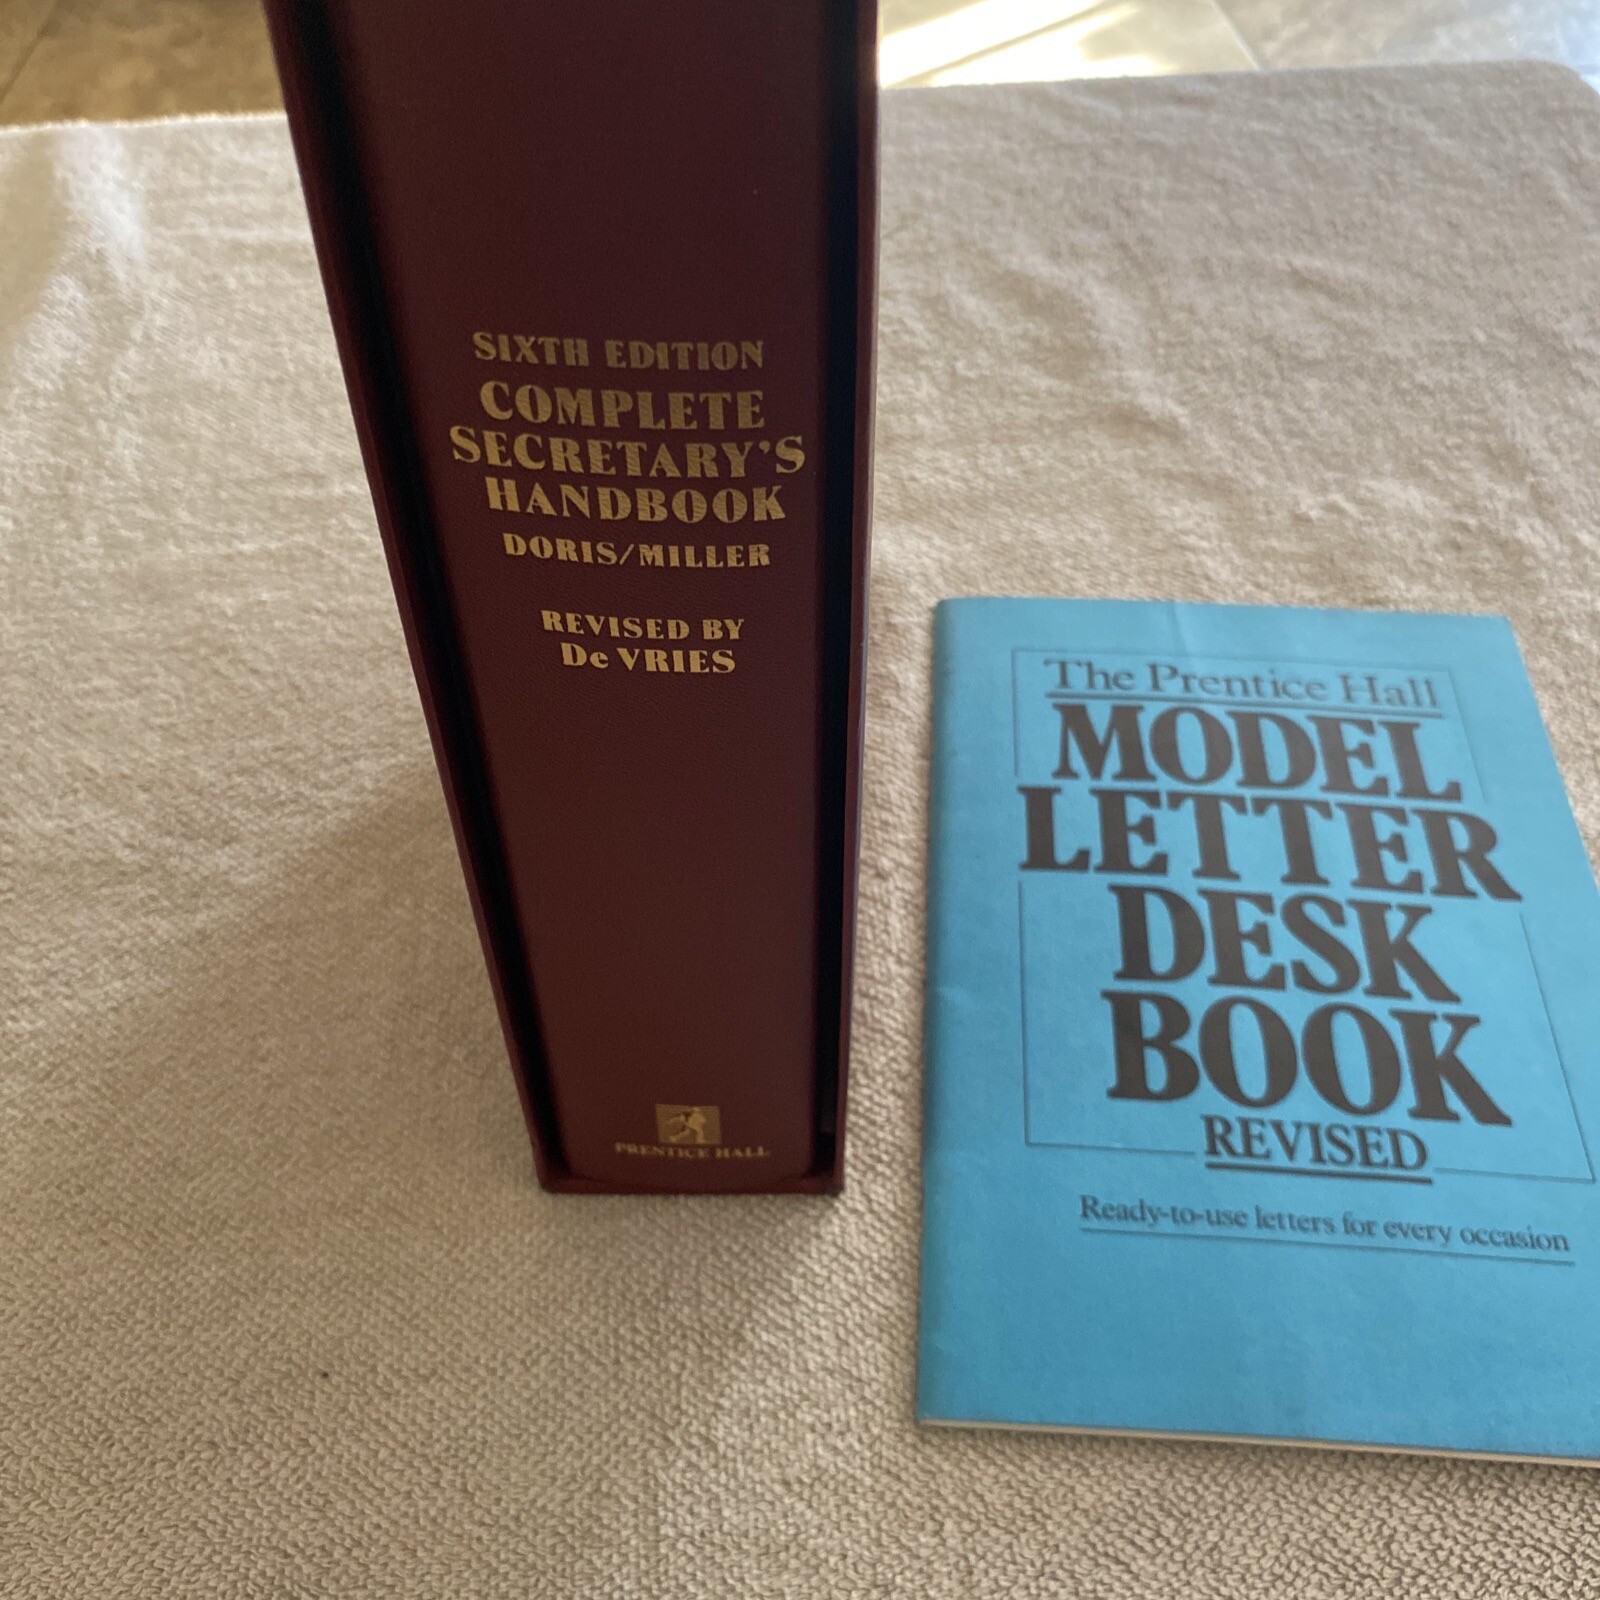 SIXTH EDITION
COMPLETE
SECRETARY'S
HANDBOOK
DORIS/MILLER
REVISED BY
De VRIES
PRENTICE HALL
The Prentice Hall
MODEL
LETTER
DESK
BOOK
REVISED
Ready-to-use letters for every occasion